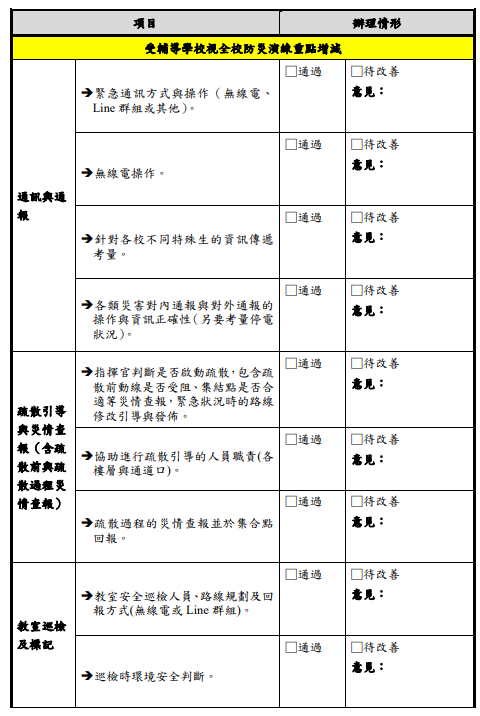 項目 辦理情形
受輔導學校視全校防災演練重點增減
通訊與通
報
➔緊急通訊方式與操作（無線電、
Line 群組或其他）。
□通過 □待改善
意見：
➔無線電操作。
□通過 □待改善
意見：
➔針對各校不同特殊生的資訊傳遞
考量。
□通過 □待改善
意見：
➔各類災害對內通報與對外通報的
操作與資訊正確性（另要考量停電
狀況）。
□通過 □待改善
意見：
疏散引導
與災情查
報（含疏
散前與疏
散過程災
情查報）
➔指揮官判斷是否啟動疏散，包含疏
散前動線是否受阻、集結點是否合
適等災情查報，緊急狀況時的路線
修改引導與發佈。
□通過 □待改善
意見：
➔協助進行疏散引導的人員職責(各
樓層與通道口)。
□通過 □待改善
意見：
➔疏散過程的災情查報並於集合點
回報。
□通過 □待改善
意見：
教室巡檢
及標記
➔教室安全巡檢人員、路線規劃及回
報方式(無線電或 Line 群組)。
□通過 □待改善
意見：
➔巡檢時環境安全判斷。
□通過 □待改善
意見：